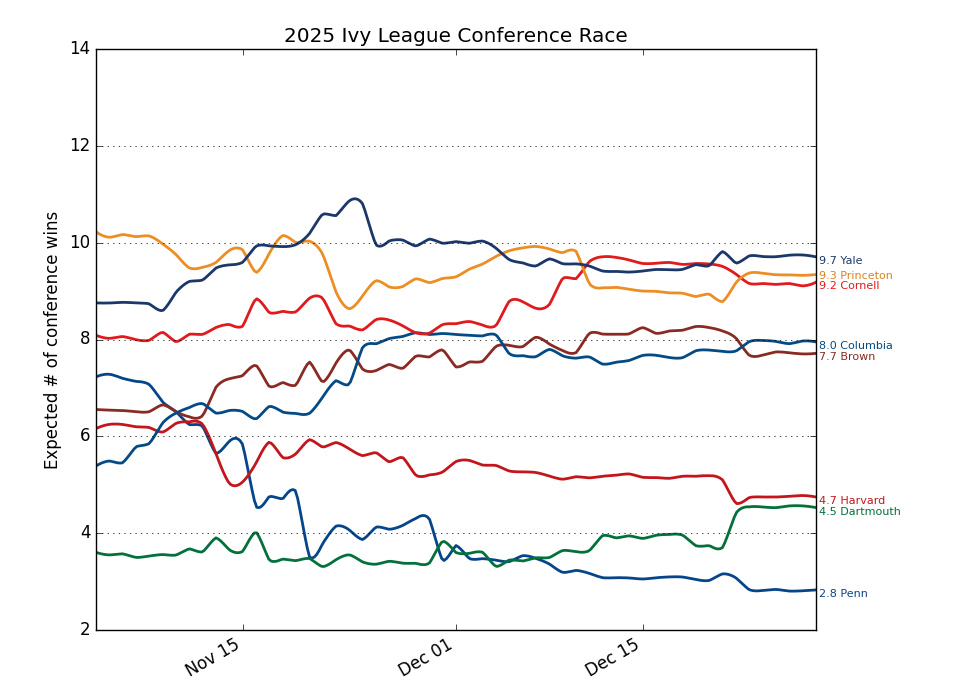 2025 Ivy League Conference Race
Expected # of conference wins
14
12
10
8
6
4
2
Nov 15
Dec 01
Dec 15
9.7 Yale
9.3 Princeton
9.2 Cornell
8.0 Columbia
7.7 Brown
4.7 Harvard
4.5 Dartmouth
2.8 Penn